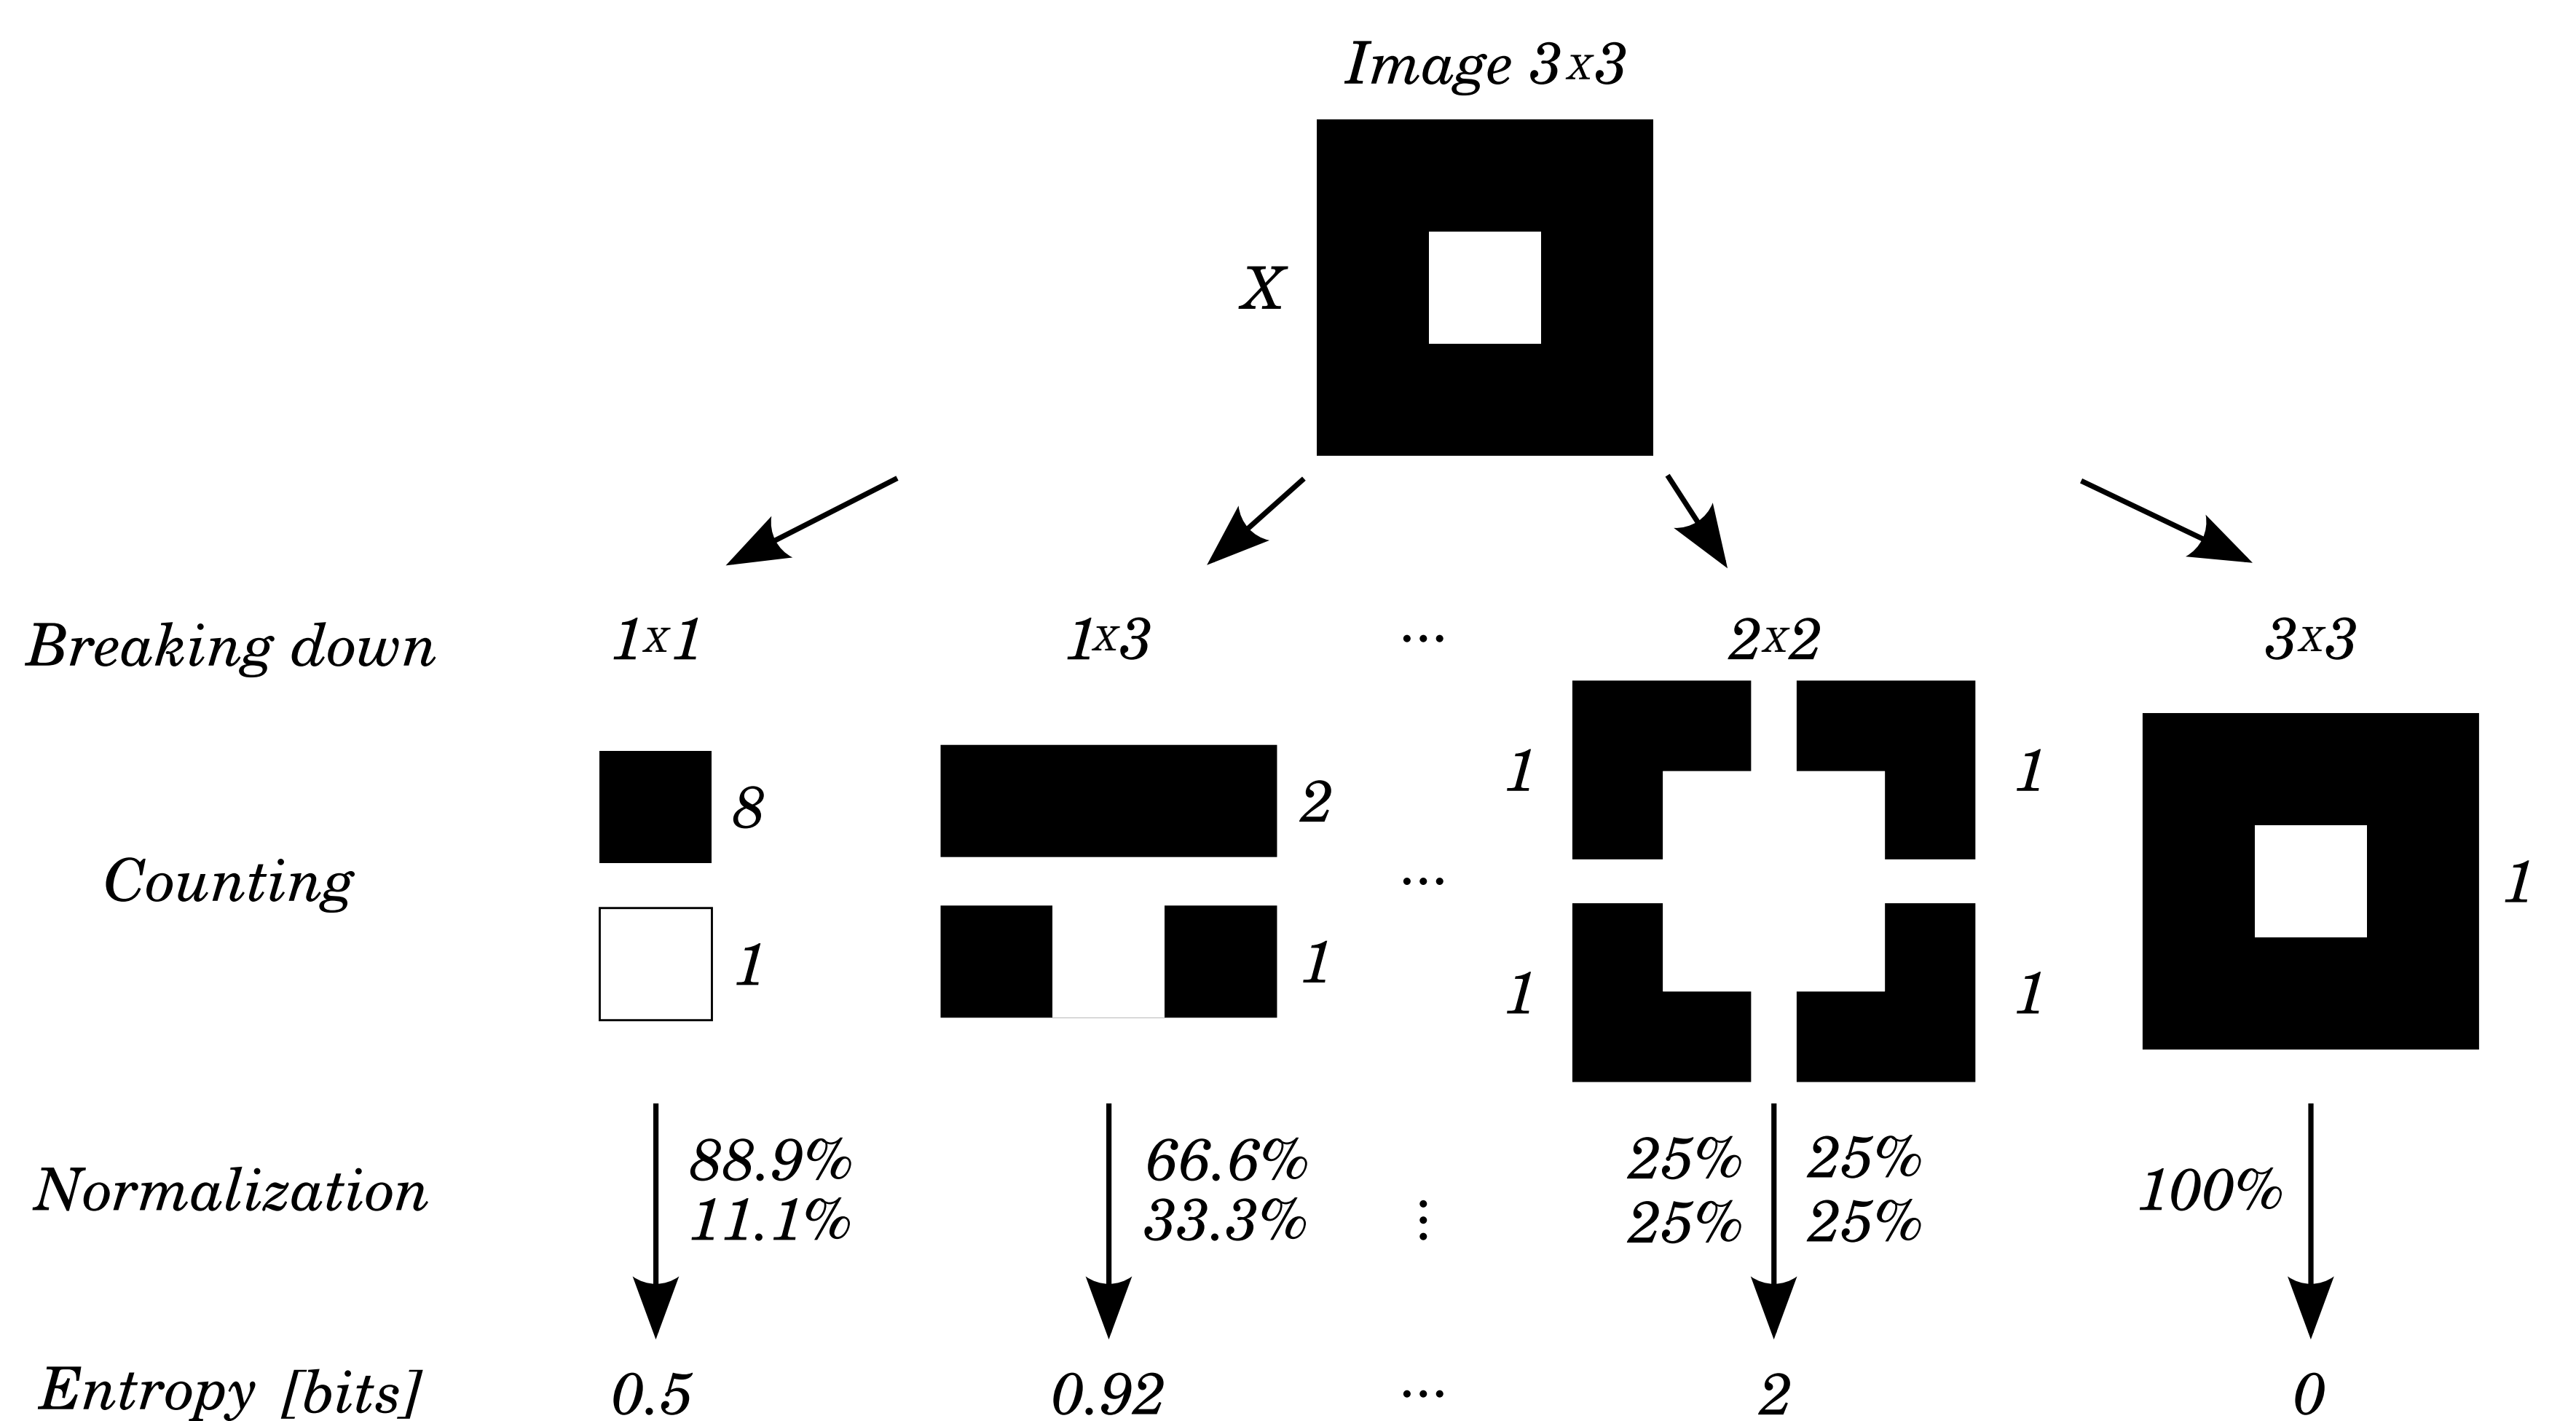 Image 3x3
X
Breaking down 1x1 1x3 ... 2x2 3x3
1 1
8 2
Counting ... 1
1 1
1 1
88.9% 66.6% 25% 25%
Normalization 100%
11.1% 33.3% ⋮ 25% 25%
Entropy [bits] 0.5 0.92 ... 2 0